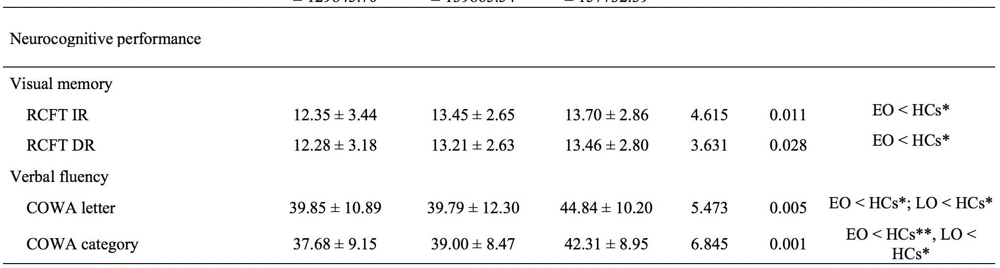 Neurocognitive performance
Visual memory
RCFT IR 12.35 ± 3.44 13.45 ± 2.65 13.70 ± 2.86 4.615 0.011 EO < HCs*
RCFT DR 12.28 ± 3.18 13.21 ± 2.63 13.46 ± 2.80 3.631 0.028 EO < HCs*
Verbal fluency
COWA letter 39.85 ± 10.89 39.79 ± 12.30 44.84 ± 10.20 5.473 0.005 EO < HCs*; LO < HCs*
COWA category 37.68 ± 9.15 39.00 ± 8.47 42.31 ± 8.95 6.845 0.001 EO < HCs**, LO <
HCs*